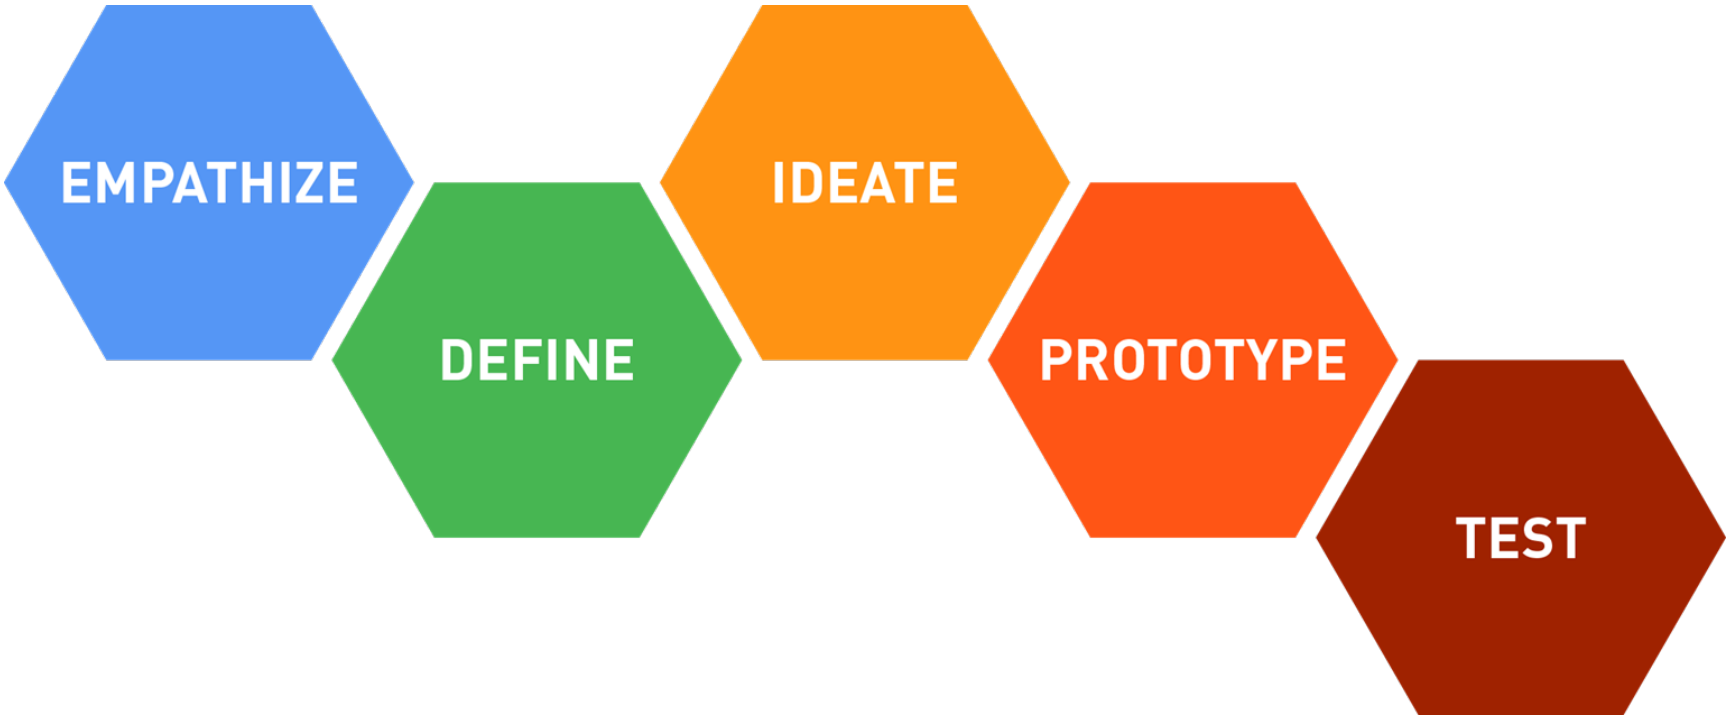 EMPATHIZE
DEFINE
IDEATE
PROTOTYPE
TEST